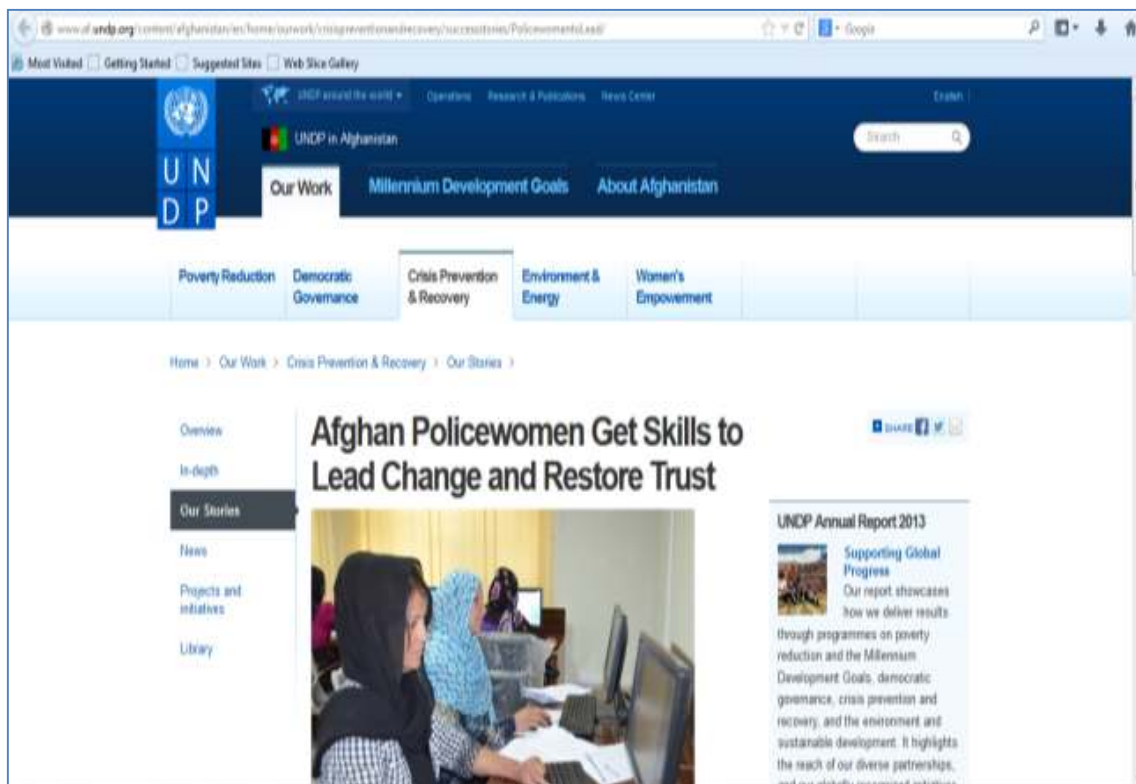 www.af.undp.org/content/afghanistan/en/home/ourwork/crisispreventionandrecovery/successstories/PolicewomentoLead/
Google
Most Visited Getting Started Suggested Sites Web Slice Gallery
UNDP around the world Operations Research & Publications News Center English
UNDP in Afghanistan
Search
U N
D P
Our Work Millennium Development Goals About Afghanistan
Poverty Reduction
Democratic
Governance
Crisis Prevention
& Recovery
Environment &
Energy
Women's
Empowerment
Home > Our Work > Crisis Prevention & Recovery > Our Stories >
Overview
In-depth
Our Stories
News
Projects and
initiatives
Library
Afghan Policewomen Get Skills to
Lead Change and Restore Trust
SHARE
UNDP Annual Report 2013
Supporting Global
Progress
Our report showcases
how we deliver results
through programmes on poverty
reduction and the Millennium
Development Goals, democratic
governance, crisis prevention and
recovery, and the environment and
sustainable development. It highlights
the reach of our diverse partnerships,
and our globally recognized initiatives